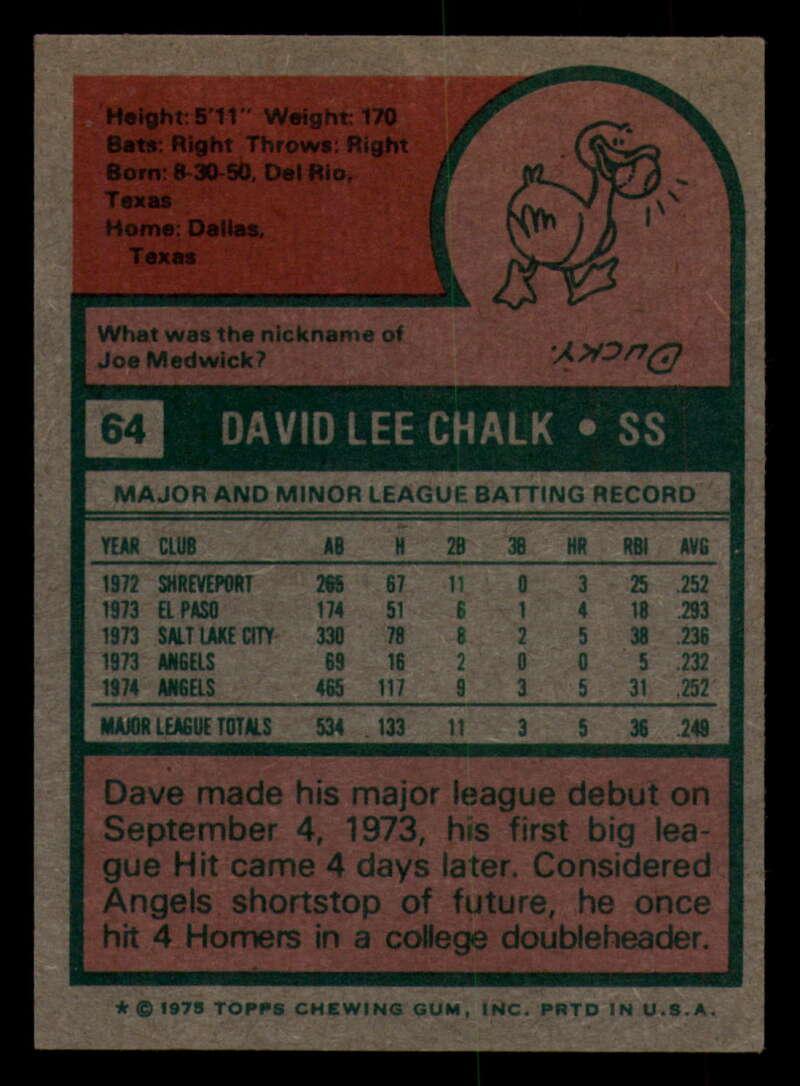 Height: 5'11" Weight: 170
Bats: Right Throws: Right
Born: 8-30-50, Del Rio,
Texas
Home: Dallas,
Texas
What was the nickname of
Joe Medwick?
DUCKY.
64 DAVID LEE CHALK • SS
MAJOR AND MINOR LEAGUE BATTING RECORD
YEAR CLUB AB H 2B 3B HR RBI AVG
1972 SHREVEPORT 265 67 11 0 3 25 .252
1973 EL PASO 174 51 6 1 4 18 .293
1973 SALT LAKE CITY 330 78 8 2 5 38 .236
1973 ANGELS 69 16 2 0 0 5 .232
1974 ANGELS 465 117 9 3 5 31 .252
MAJOR LEAGUE TOTALS 534 133 11 3 5 36 .249
Dave made his major league debut on
September 4, 1973, his first big lea-
gue Hit came 4 days later. Considered
Angels shortstop of future, he once
hit 4 Homers in a college doubleheader.
* © 1975 TOPPS CHEWING GUM, INC. PRTD IN U.S.A.